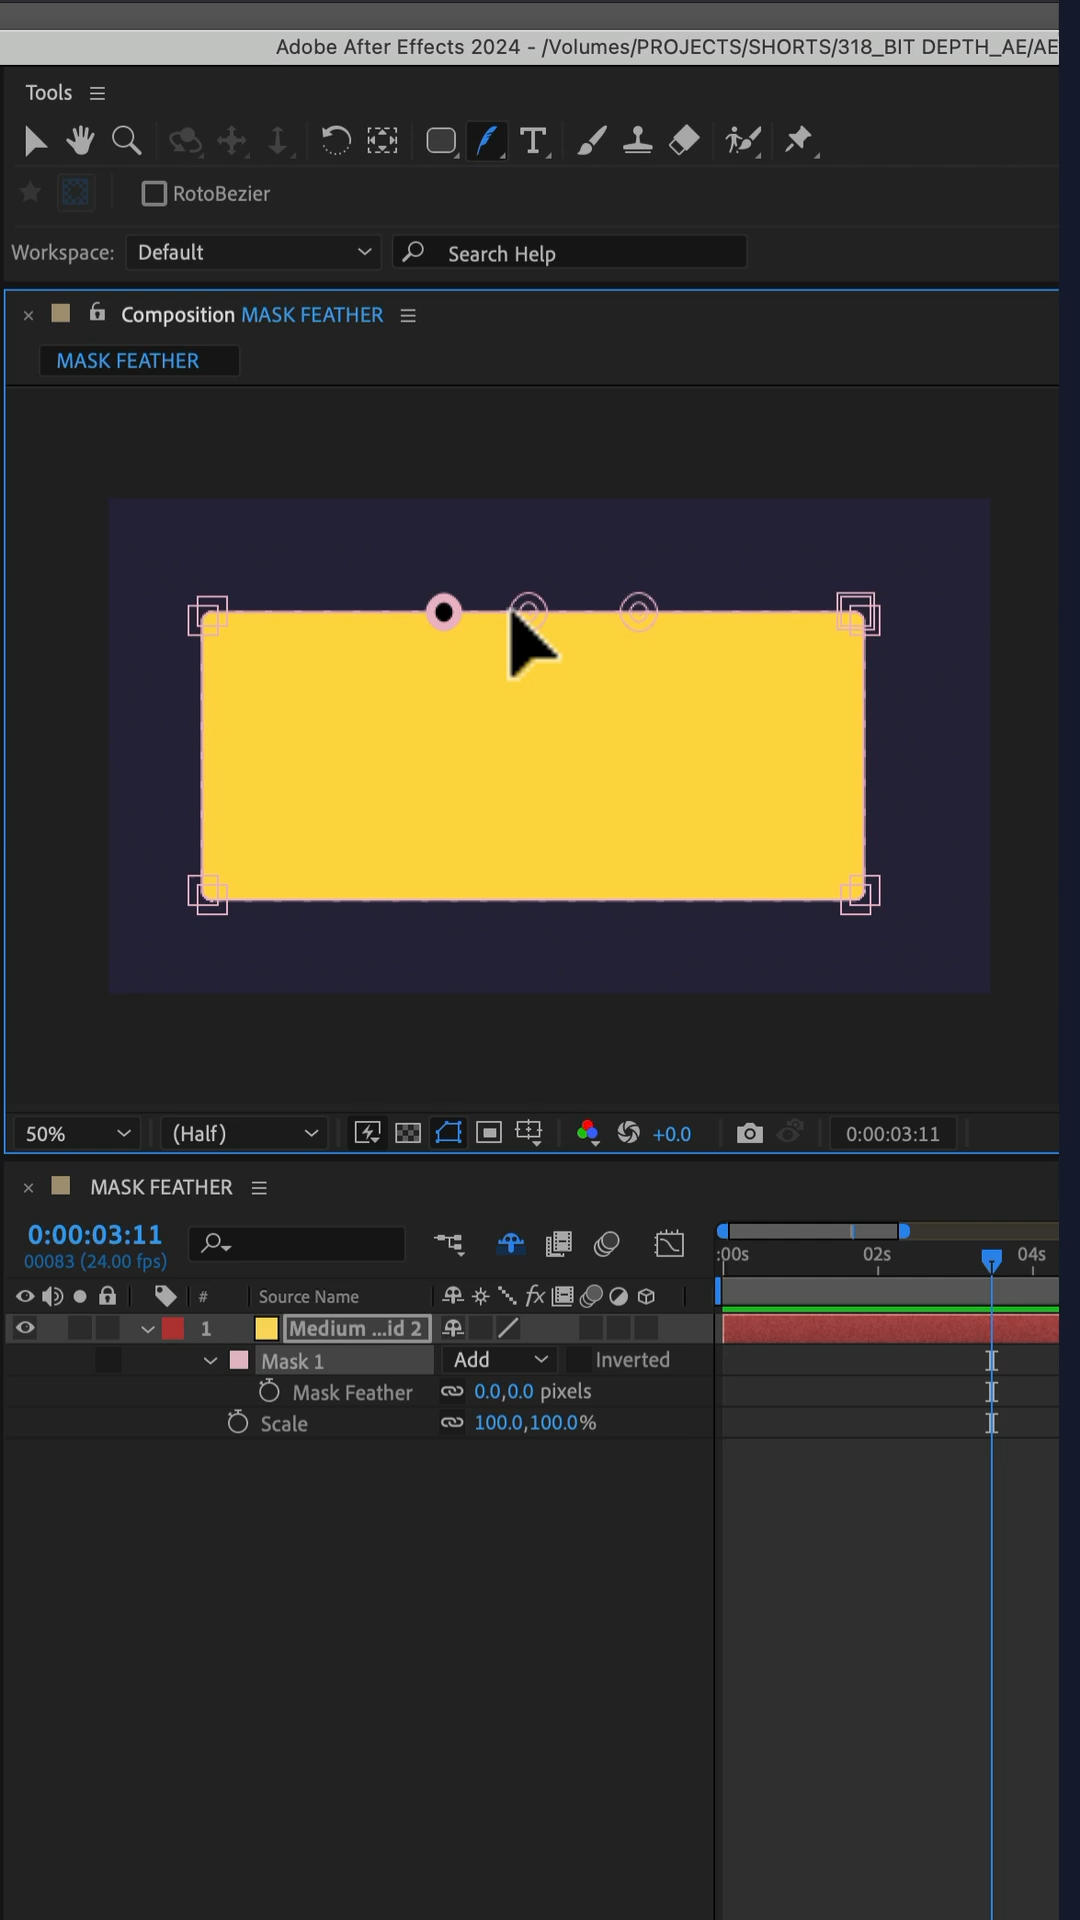 Adobe After Effects 2024 - /Volumes/PROJECTS/SHORTS/318_BIT DEPTH_AE/AE
Tools
RotoBezier
Workspace: Default Search Help
Composition MASK FEATHER
MASK FEATHER
50% (Half) +0.0 0:00:03:11
MASK FEATHER
0:00:03:11
00083 (24.00 fps)
:00s 02s 04s
# Source Name fx
1 Medium ...id 2
Mask 1 Add Inverted
Mask Feather 0.0,0.0 pixels
Scale 100.0,100.0%